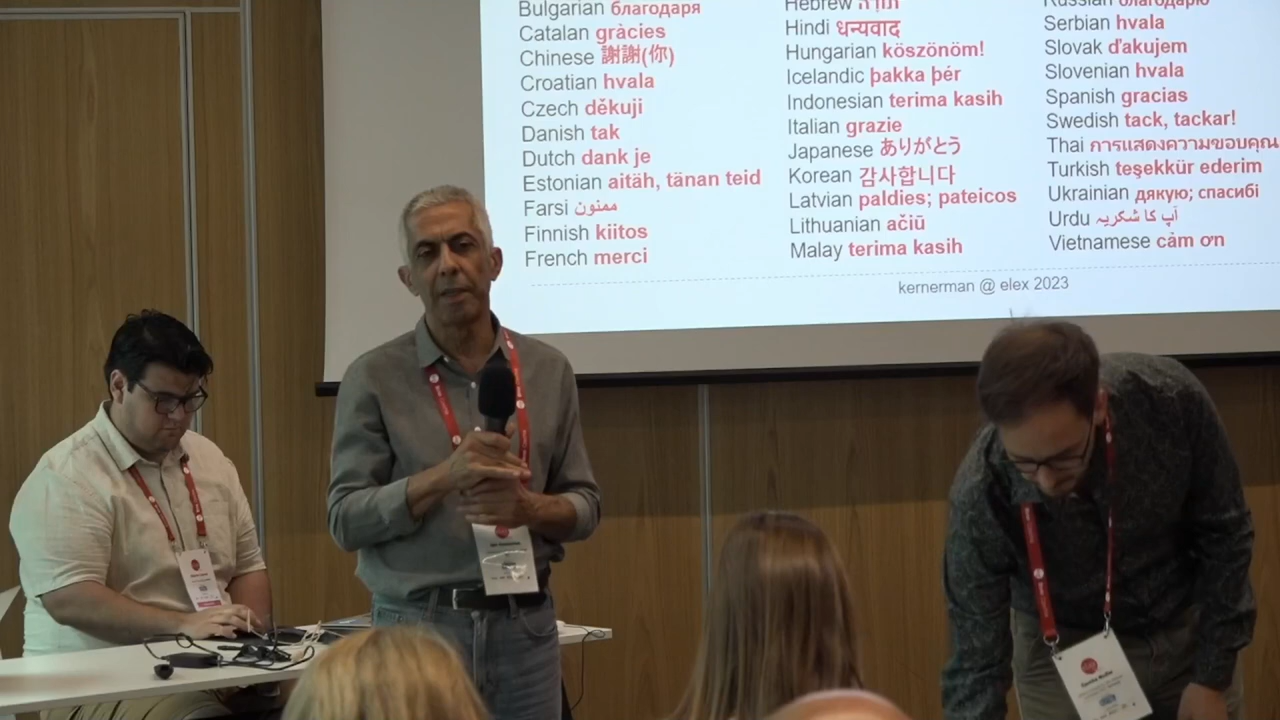 Bulgarian благодаря
Catalan gràcies
Chinese 謝謝(你)
Croatian hvala
Czech děkuji
Danish tak
Dutch dank je
Estonian aitäh, tänan teid
Farsi ممنون
Finnish kiitos
French merci
Hebrew תודה
Hindi धन्यवाद
Hungarian köszönöm!
Icelandic þakka þér
Indonesian terima kasih
Italian grazie
Japanese ありがとう
Korean 감사합니다
Latvian paldies; pateicos
Lithuanian ačiū
Malay terima kasih
Russian благодарю
Serbian hvala
Slovak ďakujem
Slovenian hvala
Spanish gracias
Swedish tack, tackar!
Thai การแสดงความขอบคุณ
Turkish teşekkür ederim
Ukrainian дякую; спасибі
Urdu آپ کا شکریہ
Vietnamese cảm ơn
kernerman @ elex 2023